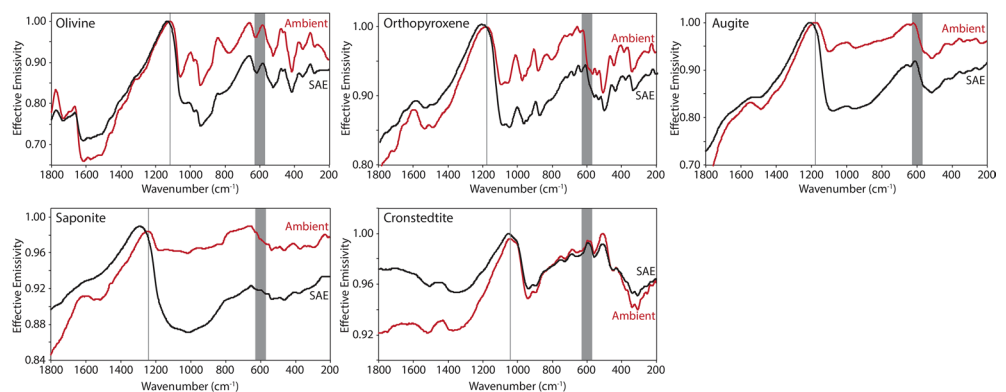 Olivine
Ambient
SAE
Effective Emissivity
1.00
0.90
0.80
0.70
1800 1600 1400 1200 1000 800 600 400 200
Wavenumber (cm⁻¹)
Orthopyroxene
Ambient
SAE
Effective Emissivity
1.00
0.95
0.90
0.80
1800 1600 1400 1200 1000 800 600 400 200
Wavenumber (cm⁻¹)
Augite
Ambient
SAE
Effective Emissivity
1.00
0.90
0.80
0.70
1800 1600 1400 1200 1000 800 600 400 200
Wavenumber (cm⁻¹)
Saponite
Ambient
SAE
Effective Emissivity
1.00
0.96
0.92
0.88
0.84
1800 1600 1400 1200 1000 800 600 400 200
Wavenumber (cm⁻¹)
Cronstedtite
SAE
Ambient
Effective Emissivity
1.00
0.96
0.92
1800 1600 1400 1200 1000 800 600 400 200
Wavenumber (cm⁻¹)